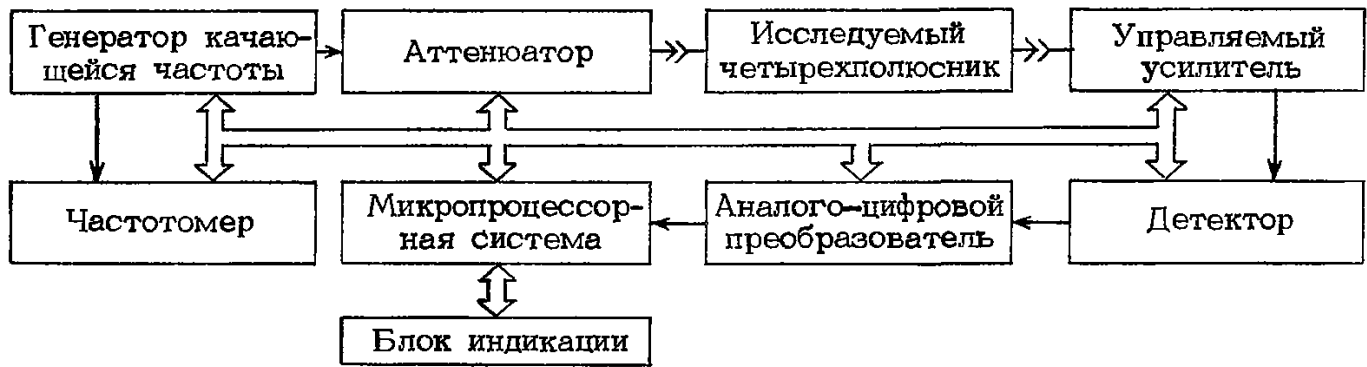 Генератор качаю-
щейся частоты
Аттенюатор
Исследуемый
четырехполюсник
Управляемый
усилитель
Частотомер
Микропроцессор-
ная система
Аналого-цифровой
преобразователь
Детектор
Блок индикации